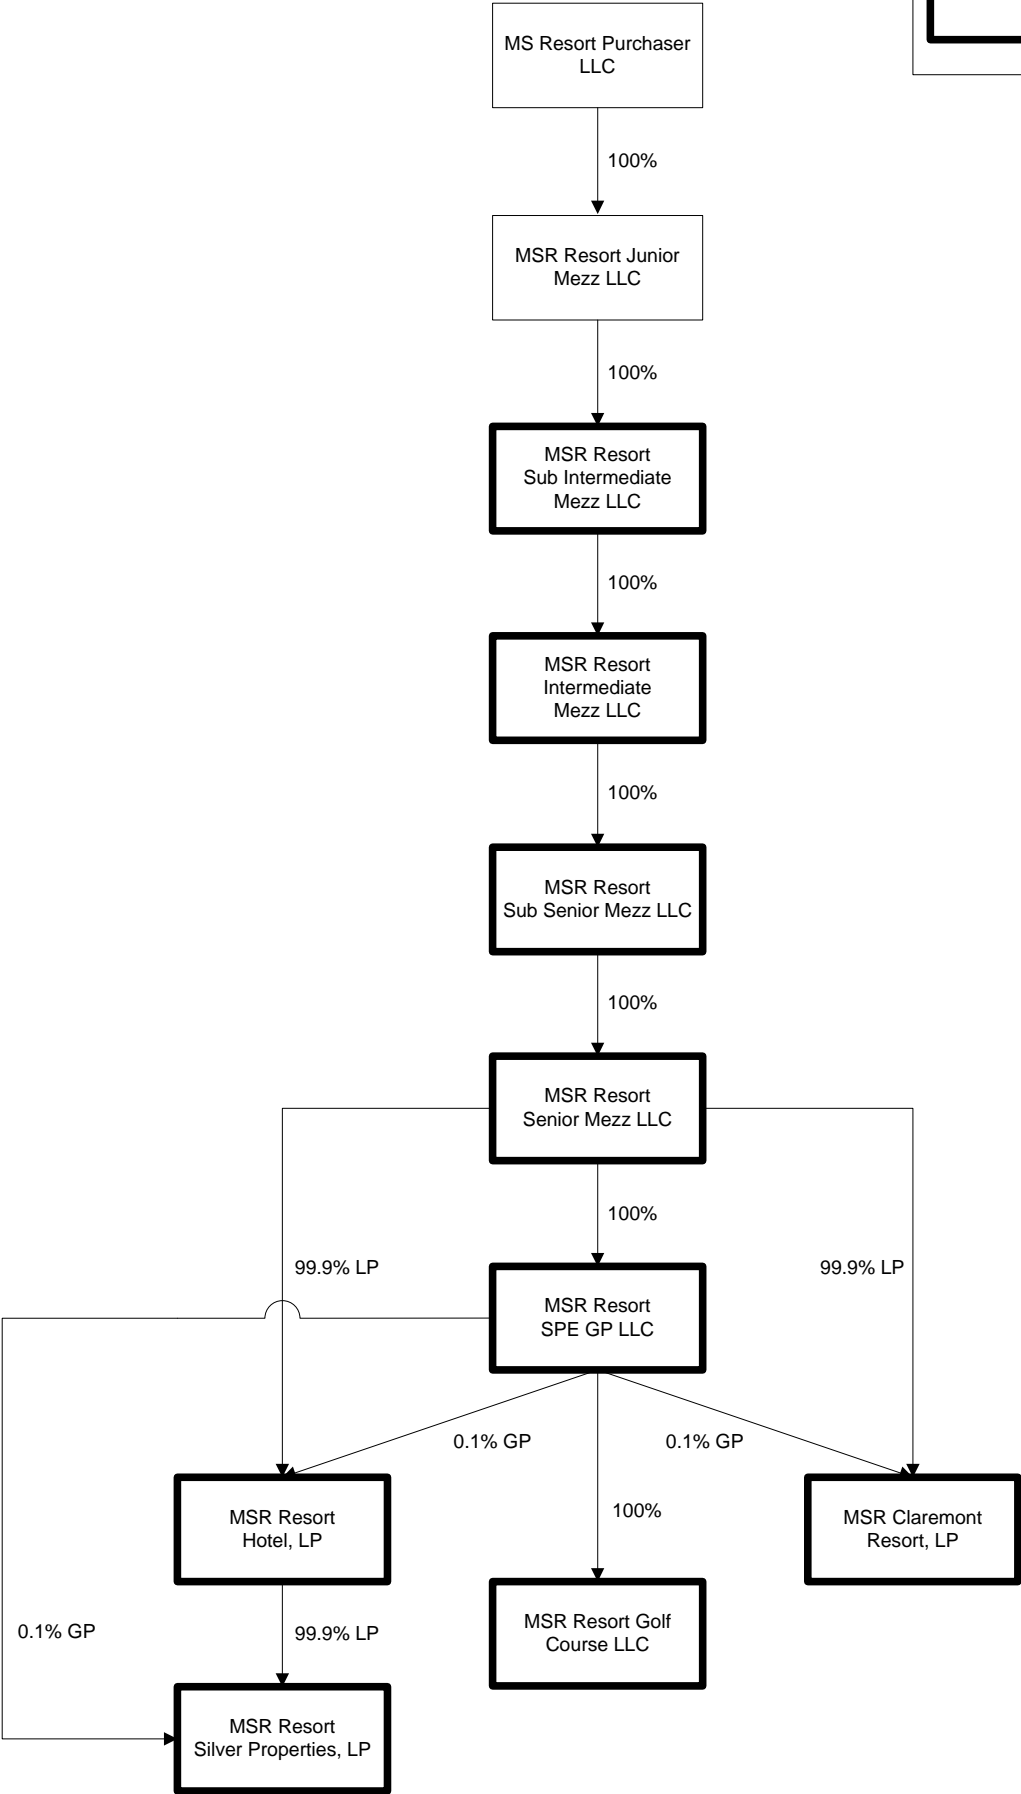 MS Resort Purchaser
LLC
100%
MSR Resort Junior
Mezz LLC
100%
MSR Resort
Sub Intermediate
Mezz LLC
100%
MSR Resort
Intermediate
Mezz LLC
100%
MSR Resort
Sub Senior Mezz LLC
100%
MSR Resort
Senior Mezz LLC
100%
99.9% LP
99.9% LP
MSR Resort
SPE GP LLC
0.1% GP
0.1% GP
100%
MSR Resort
Hotel, LP
MSR Claremont
Resort, LP
MSR Resort Golf
Course LLC
0.1% GP
99.9% LP
MSR Resort
Silver Properties, LP